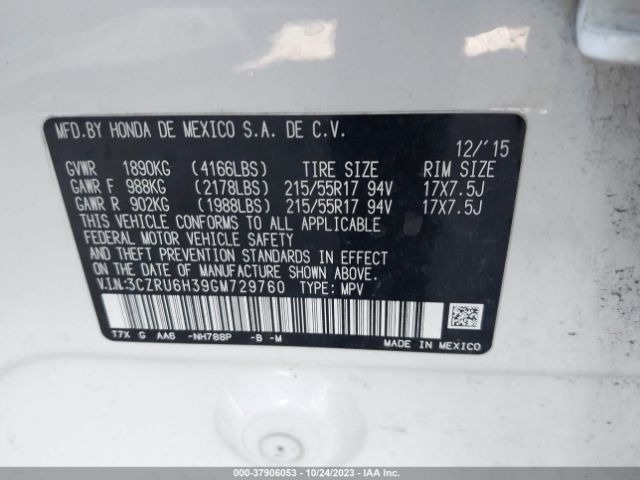 MFD.BY HONDA DE MEXICO S.A. DE C.V.
12/'15
GVWR 1890KG (4166LBS) TIRE SIZE RIM SIZE
GAWR F 988KG (2178LBS) 215/55R17 94V 17X7.5J
GAWR R 902KG (1988LBS) 215/55R17 94V 17X7.5J
THIS VEHICLE CONFORMS TO ALL APPLICABLE
FEDERAL MOTOR VEHICLE SAFETY
AND THEFT PREVENTION STANDARDS IN EFFECT
ON THE DATE OF MANUFACTURE SHOWN ABOVE.
V.I.N:3CZRU6H39GM729760 TYPE: MPV
T7X G AA6 -NH788P -B -M
MADE IN MEXICO
000-37906053 - 10/24/2023 - IAA Inc.